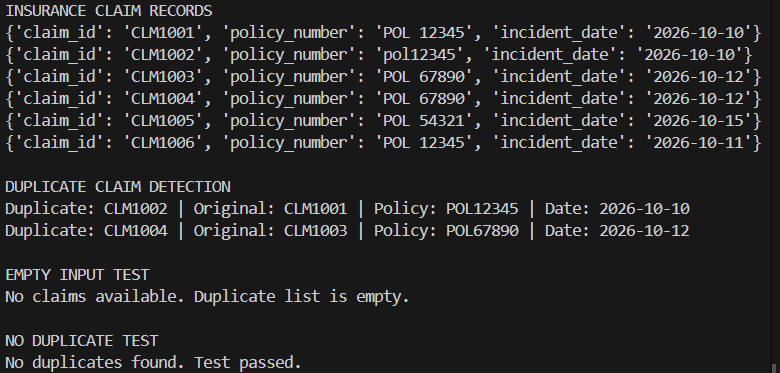 INSURANCE CLAIM RECORDS
{'claim_id': 'CLM1001', 'policy_number': 'POL 12345', 'incident_date': '2026-10-10'}
{'claim_id': 'CLM1002', 'policy_number': 'pol12345', 'incident_date': '2026-10-10'}
{'claim_id': 'CLM1003', 'policy_number': 'POL 67890', 'incident_date': '2026-10-12'}
{'claim_id': 'CLM1004', 'policy_number': 'POL 67890', 'incident_date': '2026-10-12'}
{'claim_id': 'CLM1005', 'policy_number': 'POL 54321', 'incident_date': '2026-10-15'}
{'claim_id': 'CLM1006', 'policy_number': 'POL 12345', 'incident_date': '2026-10-11'}
DUPLICATE CLAIM DETECTION
Duplicate: CLM1002 | Original: CLM1001 | Policy: POL12345 | Date: 2026-10-10
Duplicate: CLM1004 | Original: CLM1003 | Policy: POL67890 | Date: 2026-10-12
EMPTY INPUT TEST
No claims available. Duplicate list is empty.
NO DUPLICATE TEST
No duplicates found. Test passed.